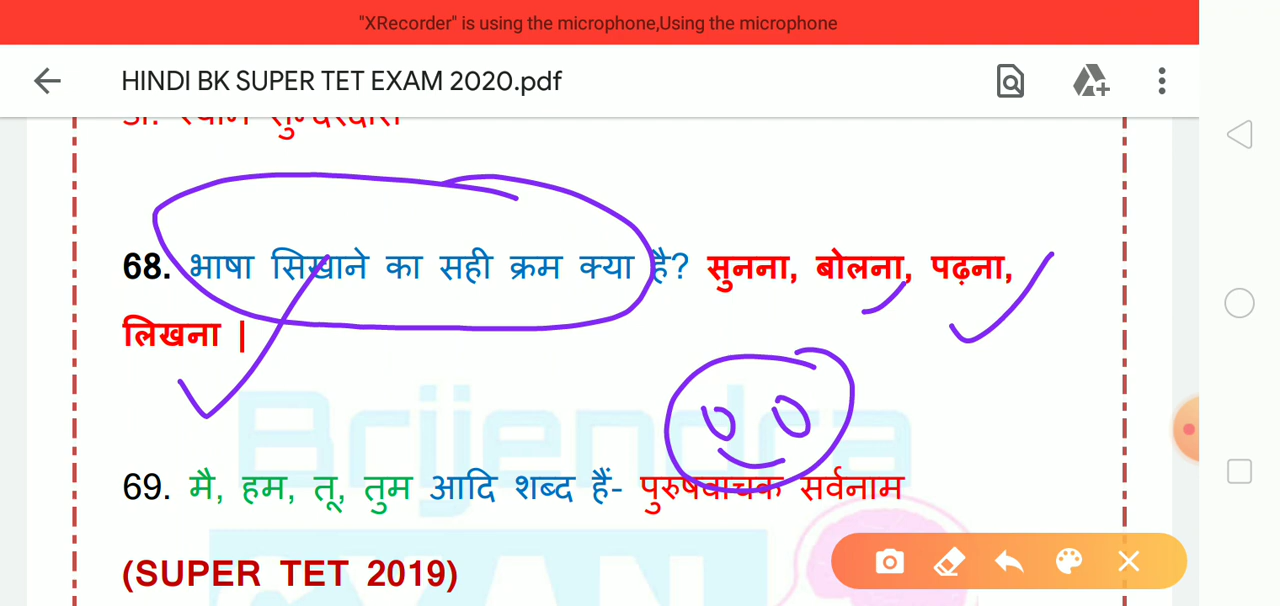 "XRecorder" is using the microphone,Using the microphone
HINDI BK SUPER TET EXAM 2020.pdf
68. भाषा सिखाने का सही क्रम क्या है? सुनना, बोलना, पढ़ना,
लिखना |
Brijendra
69. मै, हम, तू, तुम आदि शब्द हैं- पुरुषवाचक सर्वनाम
(SUPER TET 2019)